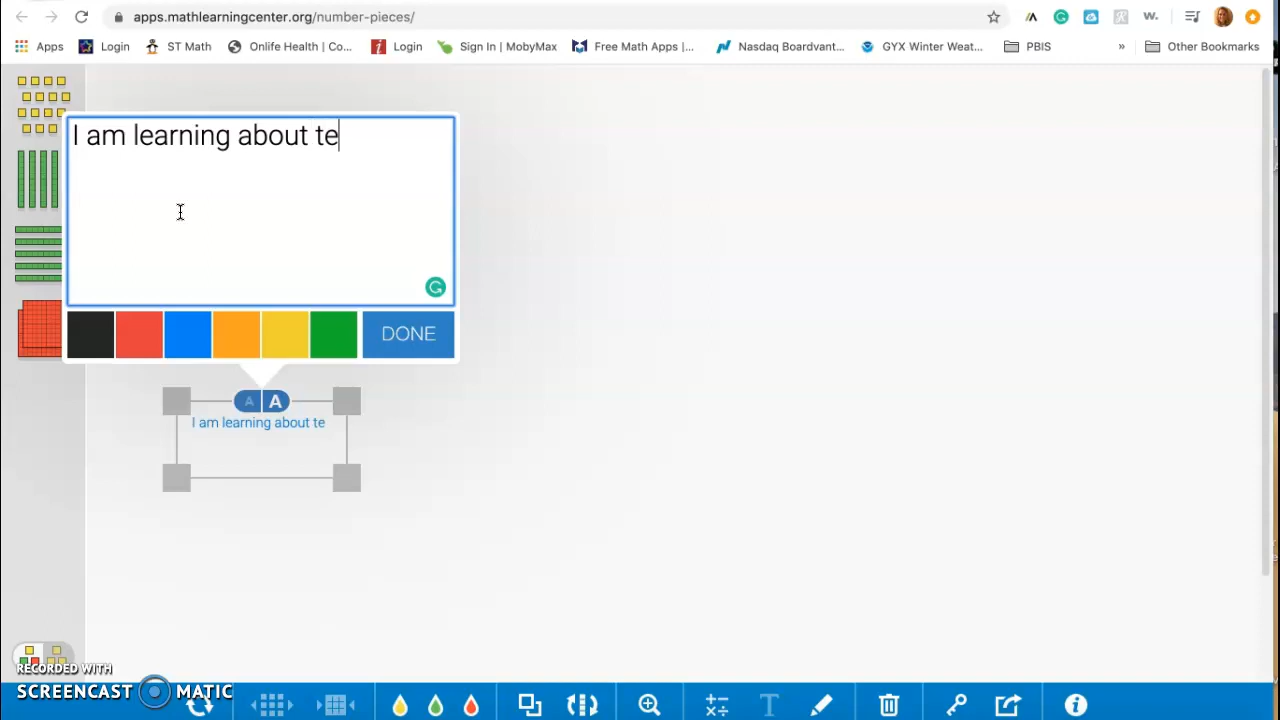 apps.mathlearningcenter.org/number-pieces/
W.
Apps
Login
ST Math
Onlife Health | Co...
Login
Sign In | MobyMax
Free Math Apps |...
Nasdaq Boardvant...
GYX Winter Weat...
PBIS
»
Other Bookmarks
I am learning about te
DONE
A A
I am learning about te
RECORDED WITH
SCREENCAST MATIC
T